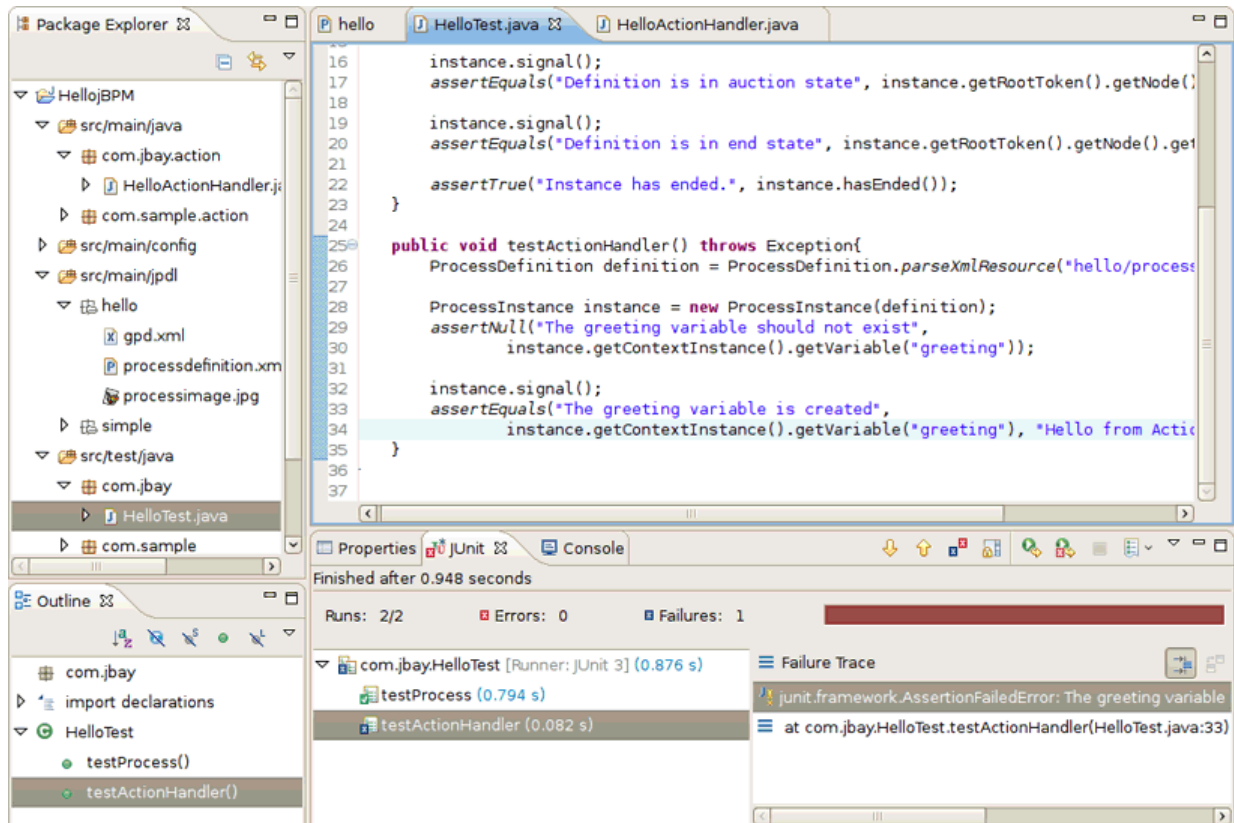 Package Explorer
HellojBPM
src/main/java
com.jbay.action
HelloActionHandler.ja
com.sample.action
src/main/config
src/main/jpdl
hello
gpd.xml
processdefinition.xm
processimage.jpg
simple
src/test/java
com.jbay
HelloTest.java
com.sample
hello HelloTest.java HelloActionHandler.java
16 instance.signal();
17 assertEquals("Definition is in auction state", instance.getRootToken().getNode()
18
19 instance.signal();
20 assertEquals("Definition is in end state", instance.getRootToken().getNode().get
21
22 assertTrue("Instance has ended.", instance.hasEnded());
23 }
24
25 public void testActionHandler() throws Exception{
26 ProcessDefinition definition = ProcessDefinition.parseXmlResource("hello/process
27
28 ProcessInstance instance = new ProcessInstance(definition);
29 assertNull("The greeting variable should not exist",
30 instance.getContextInstance().getVariable("greeting"));
31
32 instance.signal();
33 assertEquals("The greeting variable is created",
34 instance.getContextInstance().getVariable("greeting"), "Hello from Actio
35 }
36
37
Outline
com.jbay
import declarations
HelloTest
testProcess()
testActionHandler()
Properties JUnit Console
Finished after 0.948 seconds
Runs: 2/2 Errors: 0 Failures: 1
com.jbay.HelloTest [Runner: JUnit 3] (0.876 s)
testProcess (0.794 s)
testActionHandler (0.082 s)
Failure Trace
junit.framework.AssertionFailedError: The greeting variable
at com.jbay.HelloTest.testActionHandler(HelloTest.java:33)